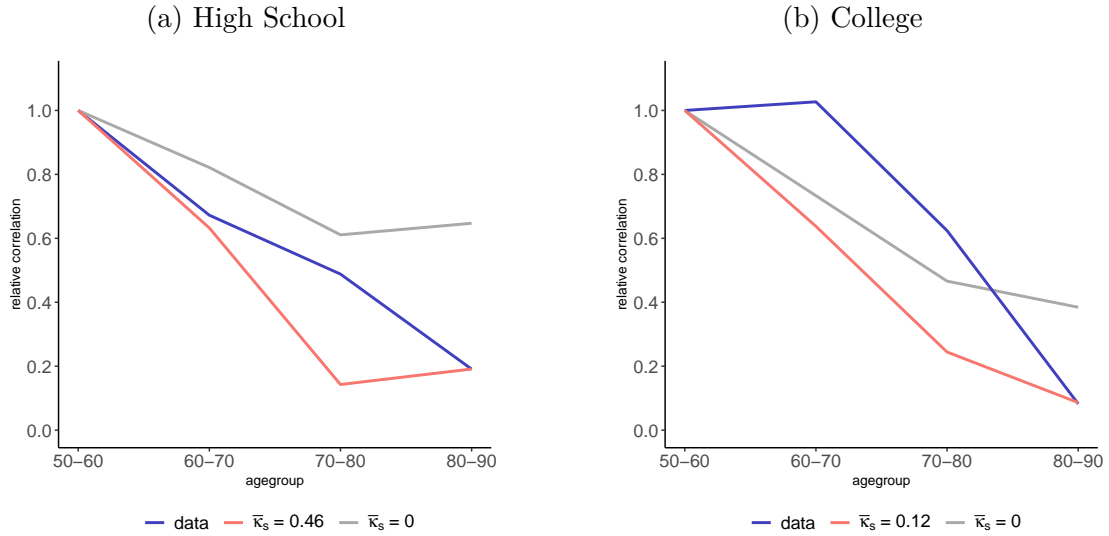 (a) High School
1.0
0.8
0.6
0.4
0.2
0.0
relative correlation
50−60 60−70 70−80 80−90
agegroup
data κ̅s = 0.46 κ̅s = 0
(b) College
1.0
0.8
0.6
0.4
0.2
0.0
relative correlation
50−60 60−70 70−80 80−90
agegroup
data κ̅s = 0.12 κ̅s = 0